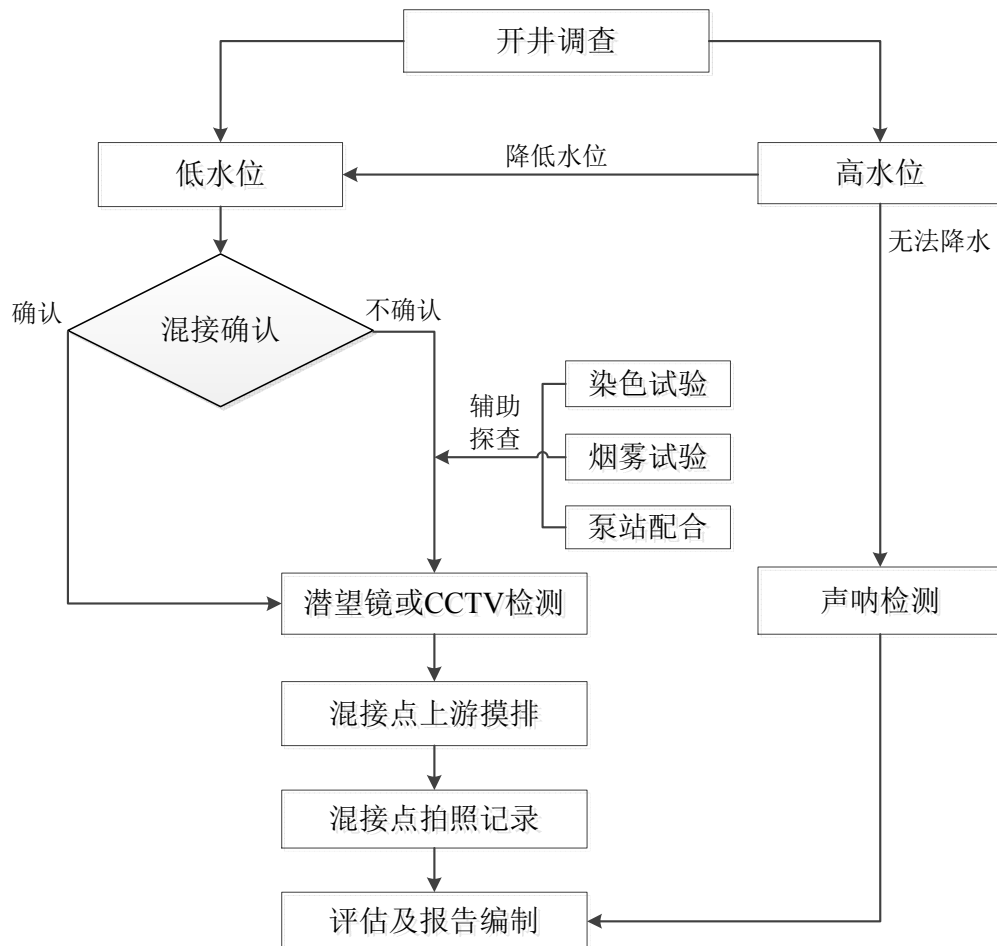 开井调查
低水位
降低水位
高水位
无法降水
确认
混接确认
不确认
染色试验
辅助
探查
烟雾试验
泵站配合
潜望镜或CCTV检测
声呐检测
混接点上游摸排
混接点拍照记录
评估及报告编制